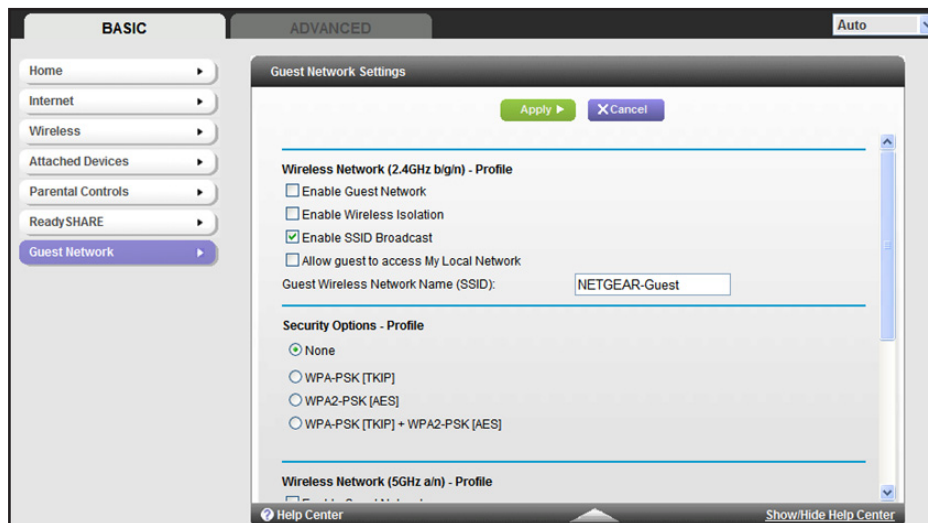 BASIC
ADVANCED
Auto
Home
Internet
Wireless
Attached Devices
Parental Controls
ReadySHARE
Guest Network
Guest Network Settings
Apply
Cancel
Wireless Network (2.4GHz b/g/n) - Profile
Enable Guest Network
Enable Wireless Isolation
Enable SSID Broadcast
Allow guest to access My Local Network
Guest Wireless Network Name (SSID): NETGEAR-Guest
Security Options - Profile
None
WPA-PSK [TKIP]
WPA2-PSK [AES]
WPA-PSK [TKIP] + WPA2-PSK [AES]
Wireless Network (5GHz a/n) - Profile
Help Center
Show/Hide Help Center